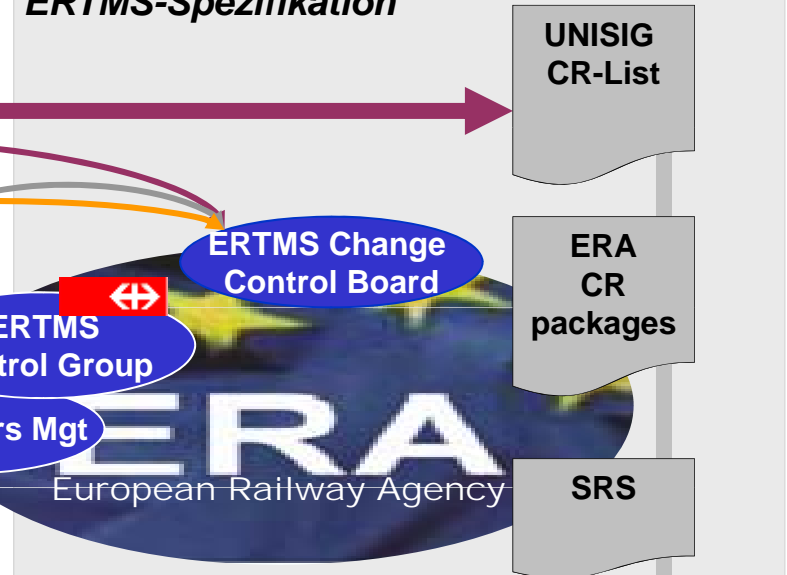 ERTMS-Spezifikation
UNISIG
CR-List
ERTMS Change
Control Board
ERA
CR
packages
ERTMS
trol Group
rs Mgt
ERA
European Railway Agency
SRS